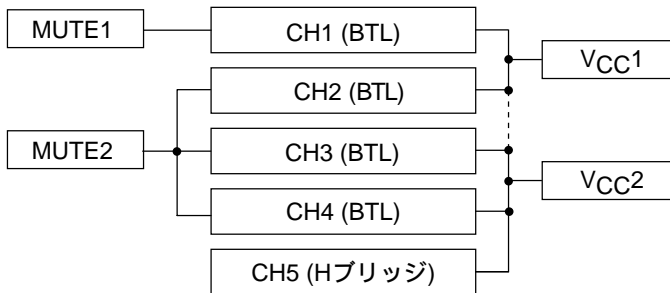 MUTE1
CH1 (BTL)
VCC1
CH2 (BTL)
MUTE2
CH3 (BTL)
VCC2
CH4 (BTL)
CH5 (Hブリッジ)